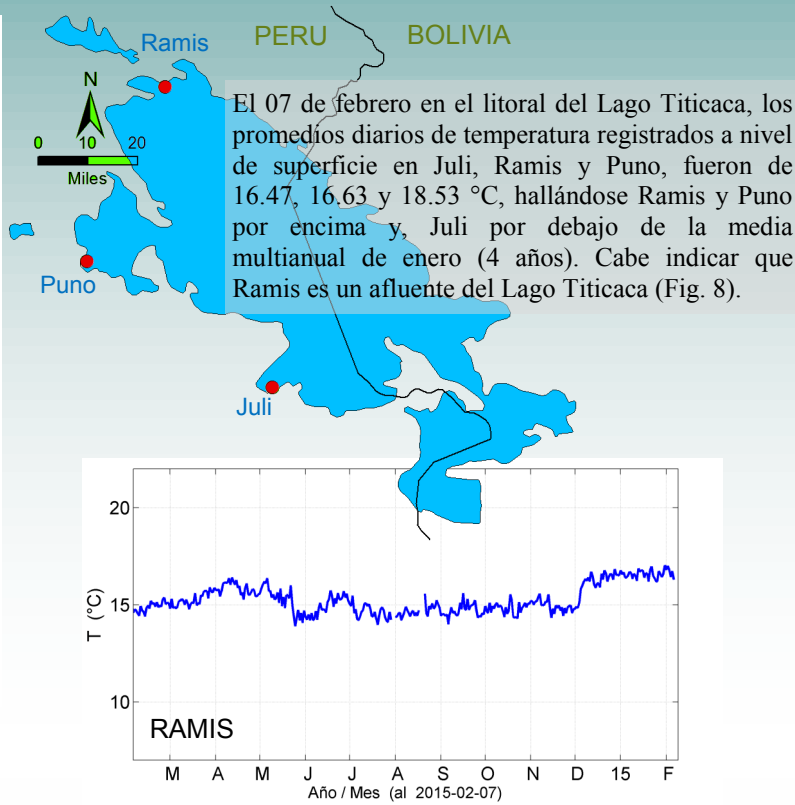 Ramis
PERU
BOLIVIA
N
0 10 20
Miles
El 07 de febrero en el litoral del Lago Titicaca, los
promedios diarios de temperatura registrados a nivel
de superficie en Juli, Ramis y Puno, fueron de
16.47, 16.63 y 18.53 °C, hallándose Ramis y Puno
por encima y, Juli por debajo de la media
multianual de enero (4 años). Cabe indicar que
Ramis es un afluente del Lago Titicaca (Fig. 8).
Puno
Juli
20
15
10
T (°C)
RAMIS
M A M J J A S O N D 15 F
Año / Mes (al 2015-02-07)